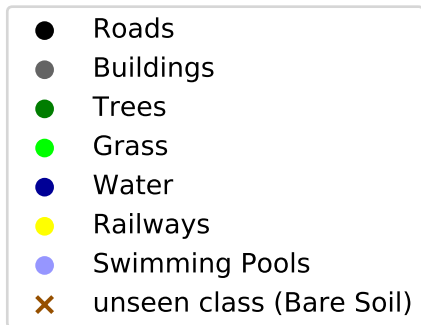 Roads
Buildings
Trees
Grass
Water
Railways
Swimming Pools
unseen class (Bare Soil)